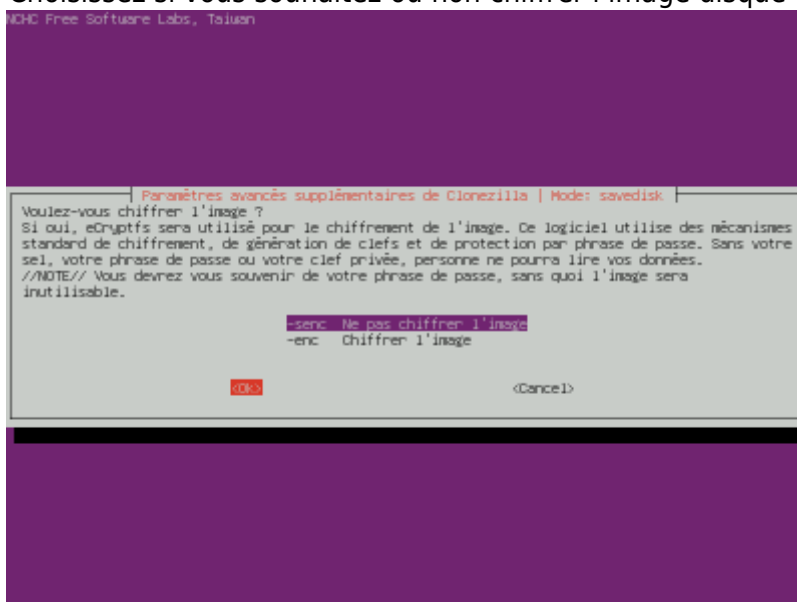 Choisissez si vous souhaitez ou non chiffrer l'image disque
NCHC Free Software Labs, Taiwan
Paramètres avancés supplémentaires de Clonezilla | Mode: savedisk
Voulez-vous chiffrer l'image ?
Si oui, eCryptfs sera utilisé pour le chiffrement de l'image. Ce logiciel utilise des mécanismes
standard de chiffrement, de génération de clefs et de protection par phrase de passe. Sans votre
sel, votre phrase de passe ou votre clef privée, personne ne pourra lire vos données.
//NOTE// Vous devrez vous souvenir de votre phrase de passe, sans quoi l'image sera
inutilisable.
-senc Ne pas chiffrer l'image
-enc Chiffrer l'image
<Ok> <Cancel>